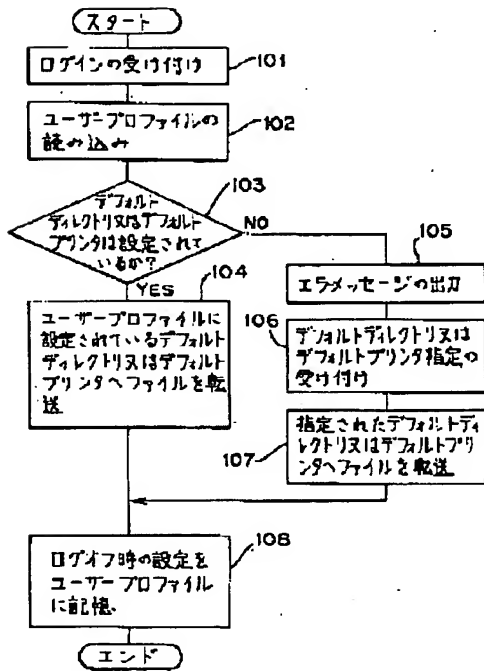 スタート
ログインの受け付け
101
ユーザープロファイルの
読み込み
102
デフォルト
ディレクトリ又はデフォルト
プリンタは設定されて
いるか?
103
NO
YES
104
ユーザープロファイルに
設定されているデフォルト
ディレクトリ又はデフォルト
プリンタへファイルを転
送
105
エラメッセージの出力
106
デフォルトディレクトリ又は
デフォルトプリンタ指定の
受け付け
指定されたデフォルトディ
レクトリ又はデフォルトプリ
ンタへファイルを転送
107
108
ログオフ時の設定を
ユーザープロファイル
に記憶、
エンド